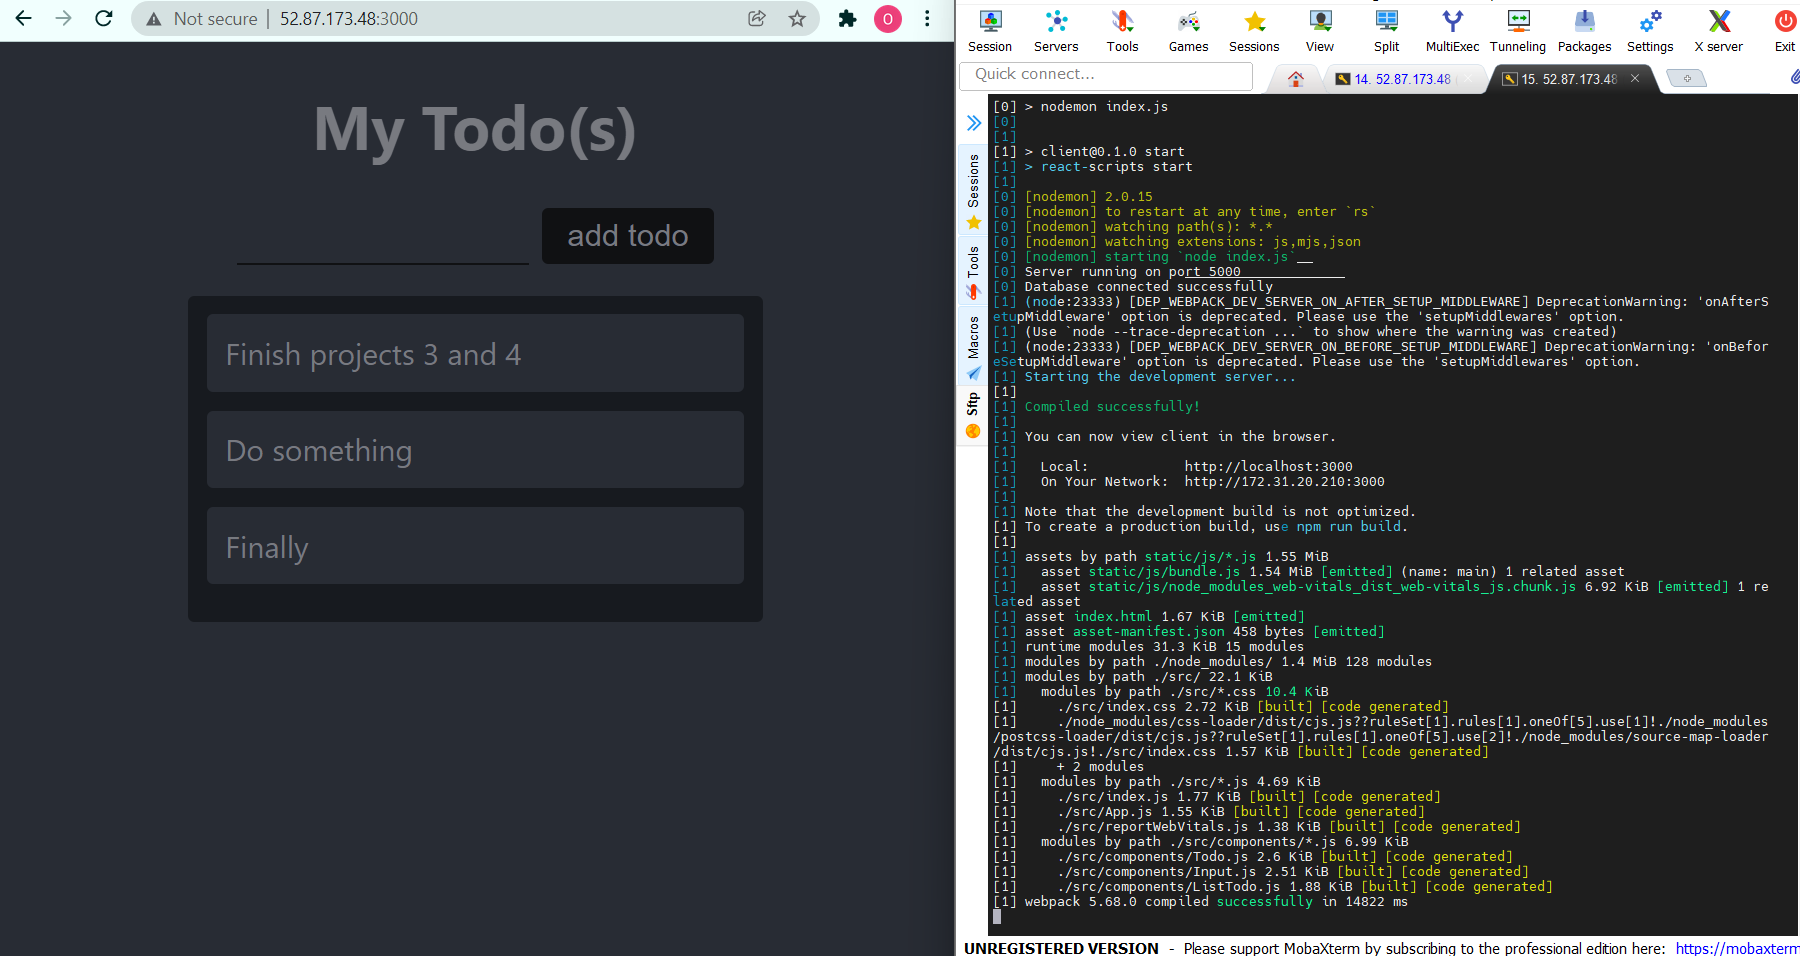 Not secure | 52.87.173.48:3000
O
My Todo(s)
add todo
Finish projects 3 and 4
Do something
Finally
Session Servers Tools Games Sessions View Split MultiExec Tunneling Packages Settings X server Exit
Quick connect...
14. 52.87.173.48
15. 52.87.173.48
Sessions
Tools
Macros
Sftp
[0] > nodemon index.js
[0]
[1]
[1] > client@0.1.0 start
[1] > react-scripts start
[1]
[0] [nodemon] 2.0.15
[0] [nodemon] to restart at any time, enter `rs`
[0] [nodemon] watching path(s): *.*
[0] [nodemon] watching extensions: js,mjs,json
[0] [nodemon] starting `node index.js`
[0] Server running on port 5000
[0] Database connected successfully
[1] (node:23333) [DEP_WEBPACK_DEV_SERVER_ON_AFTER_SETUP_MIDDLEWARE] DeprecationWarning: 'onAfterS
etupMiddleware' option is deprecated. Please use the 'setupMiddlewares' option.
[1] (Use `node --trace-deprecation ...` to show where the warning was created)
[1] (node:23333) [DEP_WEBPACK_DEV_SERVER_ON_BEFORE_SETUP_MIDDLEWARE] DeprecationWarning: 'onBefor
eSetupMiddleware' option is deprecated. Please use the 'setupMiddlewares' option.
[1] Starting the development server...
[1]
[1] Compiled successfully!
[1]
[1] You can now view client in the browser.
[1]
[1]   Local:            http://localhost:3000
[1]   On Your Network:  http://172.31.20.210:3000
[1]
[1] Note that the development build is not optimized.
[1] To create a production build, use npm run build.
[1]
[1] assets by path static/js/*.js 1.55 MiB
[1]   asset static/js/bundle.js 1.54 MiB [emitted] (name: main) 1 related asset
[1]   asset static/js/node_modules_web-vitals_dist_web-vitals_js.chunk.js 6.92 KiB [emitted] 1 re
lated asset
[1] asset index.html 1.67 KiB [emitted]
[1] asset asset-manifest.json 458 bytes [emitted]
[1] runtime modules 31.3 KiB 15 modules
[1] modules by path ./node_modules/ 1.4 MiB 128 modules
[1] modules by path ./src/ 22.1 KiB
[1]   modules by path ./src/*.css 10.4 KiB
[1]     ./src/index.css 2.72 KiB [built] [code generated]
[1]     ./node_modules/css-loader/dist/cjs.js??ruleSet[1].rules[1].oneOf[5].use[1]!./node_modules
/postcss-loader/dist/cjs.js??ruleSet[1].rules[1].oneOf[5].use[2]!./node_modules/source-map-loader
/dist/cjs.js!./src/index.css 1.57 KiB [built] [code generated]
[1]     + 2 modules
[1]   modules by path ./src/*.js 4.69 KiB
[1]     ./src/index.js 1.77 KiB [built] [code generated]
[1]     ./src/App.js 1.55 KiB [built] [code generated]
[1]     ./src/reportWebVitals.js 1.38 KiB [built] [code generated]
[1]   modules by path ./src/components/*.js 6.99 KiB
[1]     ./src/components/Todo.js 2.6 KiB [built] [code generated]
[1]     ./src/components/Input.js 2.51 KiB [built] [code generated]
[1]     ./src/components/ListTodo.js 1.88 KiB [built] [code generated]
[1] webpack 5.68.0 compiled successfully in 14822 ms
UNREGISTERED VERSION - Please support MobaXterm by subscribing to the professional edition here: https://mobaxterm